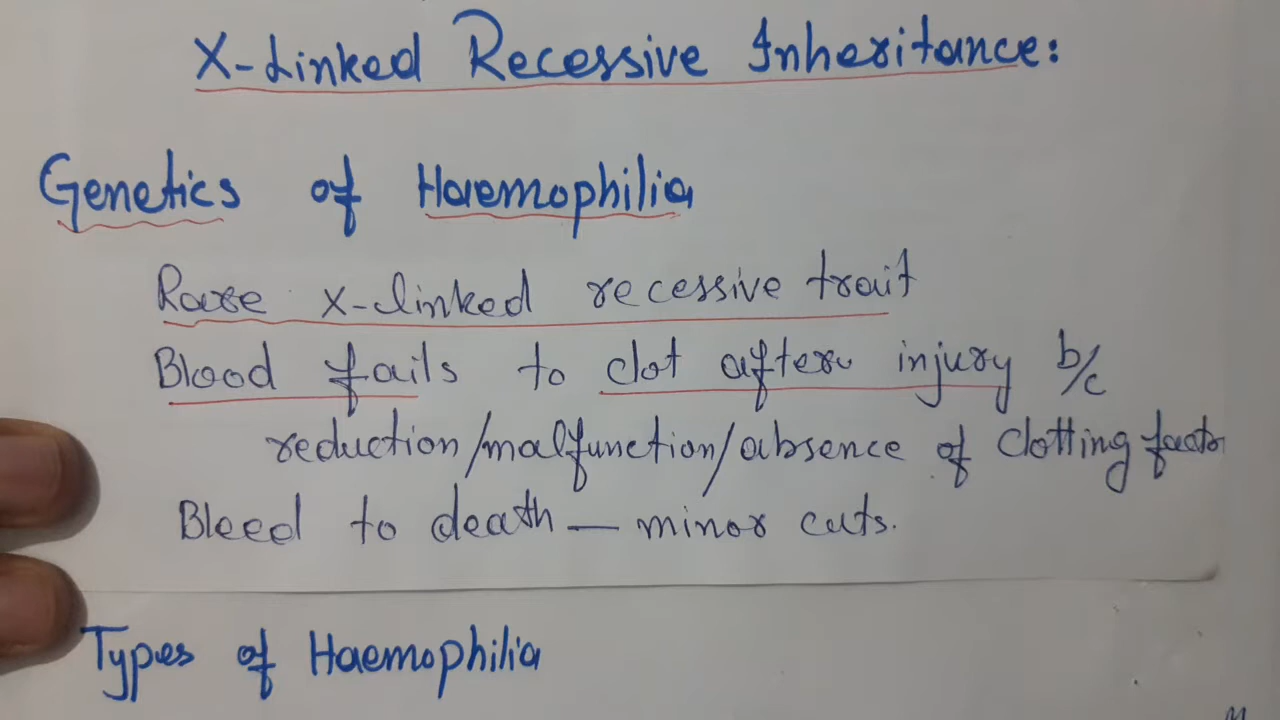 X-Linked Recessive Inheritance:
Genetics of Haemophilia
Rare X-linked recessive trait
Blood fails to clot after injury b/c
reduction/malfunction/absence of Clotting factor
Bleed to death — minor cuts.
Types of Haemophilia